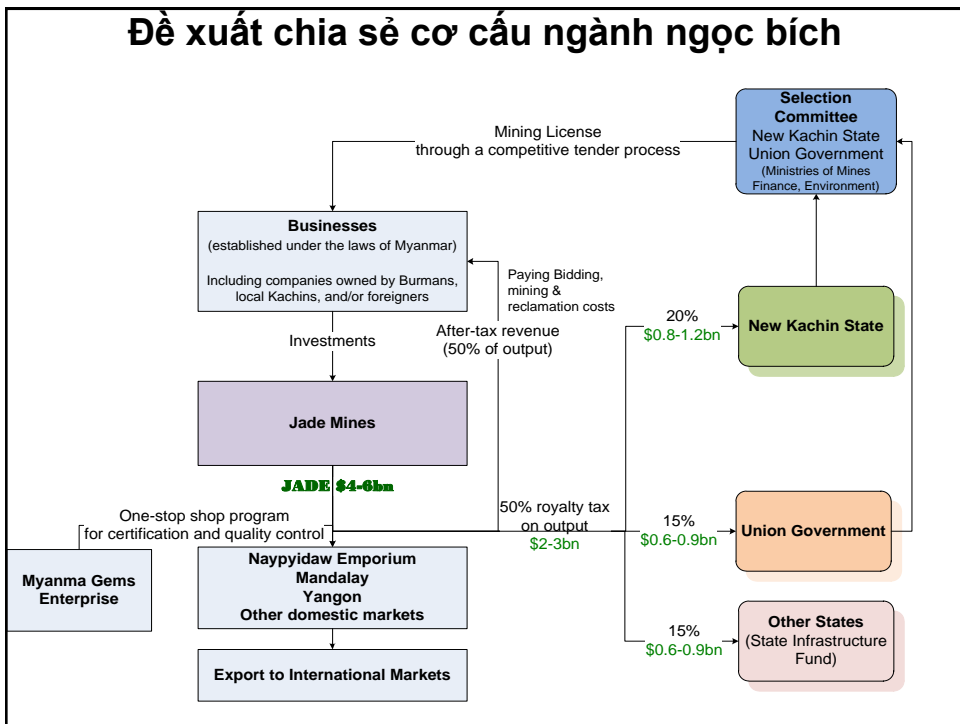 Đề xuất chia sẻ cơ cấu ngành ngọc bích
Selection
Committee
New Kachin State
Union Government
(Ministries of Mines
Finance, Environment)
Mining License
through a competitive tender process
Businesses
(established under the laws of Myanmar)
Including companies owned by Burmans,
local Kachins, and/or foreigners
Paying Bidding,
mining &
reclamation costs
20%
$0.8-1.2bn
New Kachin State
After-tax revenue
(50% of output)
Investments
Jade Mines
JADE $4-6bn
One-stop shop program
for certification and quality control
50% royalty tax
on output
$2-3bn
15%
$0.6-0.9bn
Union Government
Myanma Gems
Enterprise
Naypyidaw Emporium
Mandalay
Yangon
Other domestic markets
15%
$0.6-0.9bn
Other States
(State Infrastructure
Fund)
Export to International Markets